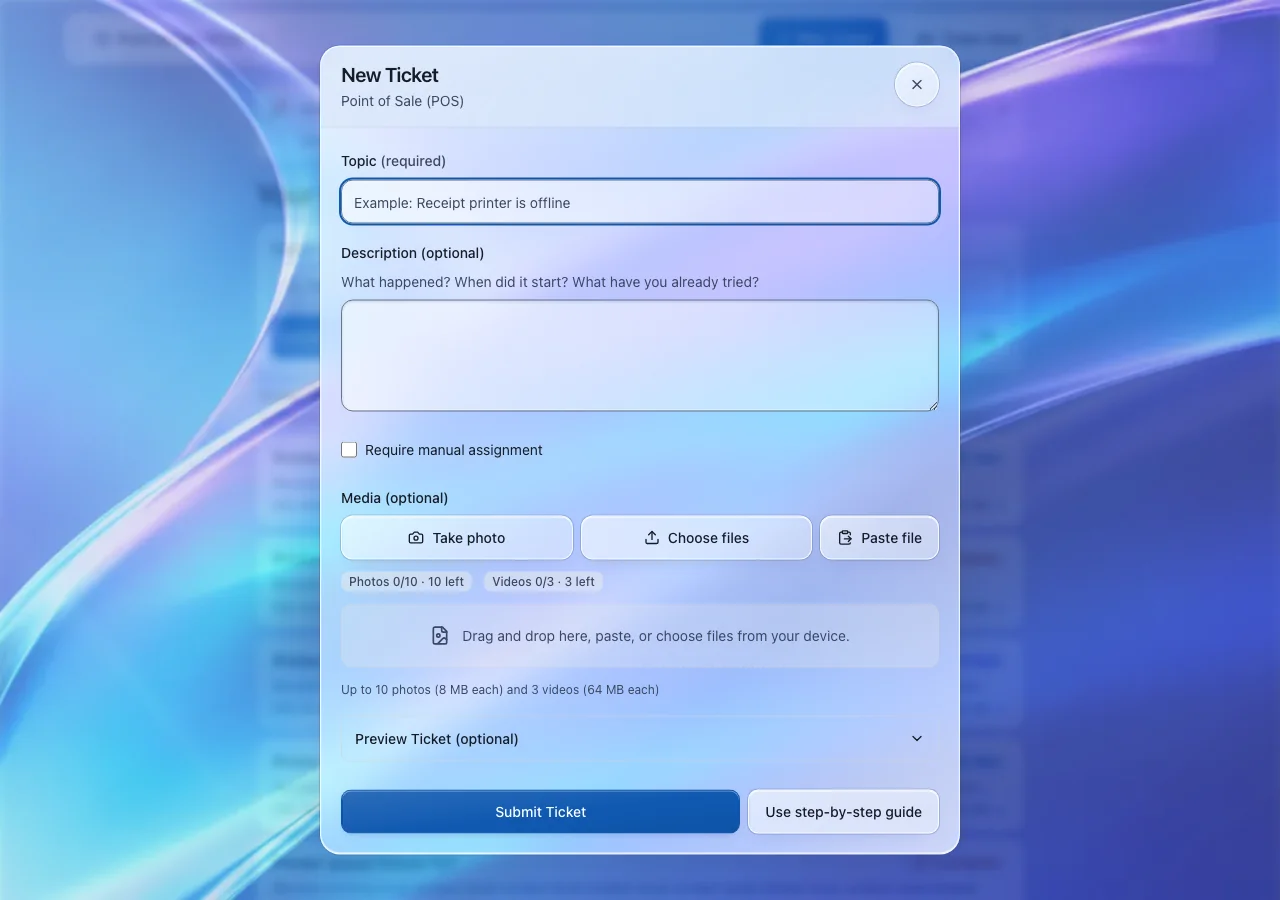 New Ticket
Point of Sale (POS)
Topic (required)
Example: Receipt printer is offline
Description (optional)
What happened? When did it start? What have you already tried?
Require manual assignment
Media (optional)
Take photo
Choose files
Paste file
Photos 0/10 · 10 left
Videos 0/3 · 3 left
Drag and drop here, paste, or choose files from your device.
Up to 10 photos (8 MB each) and 3 videos (64 MB each)
Preview Ticket (optional)
Submit Ticket
Use step-by-step guide